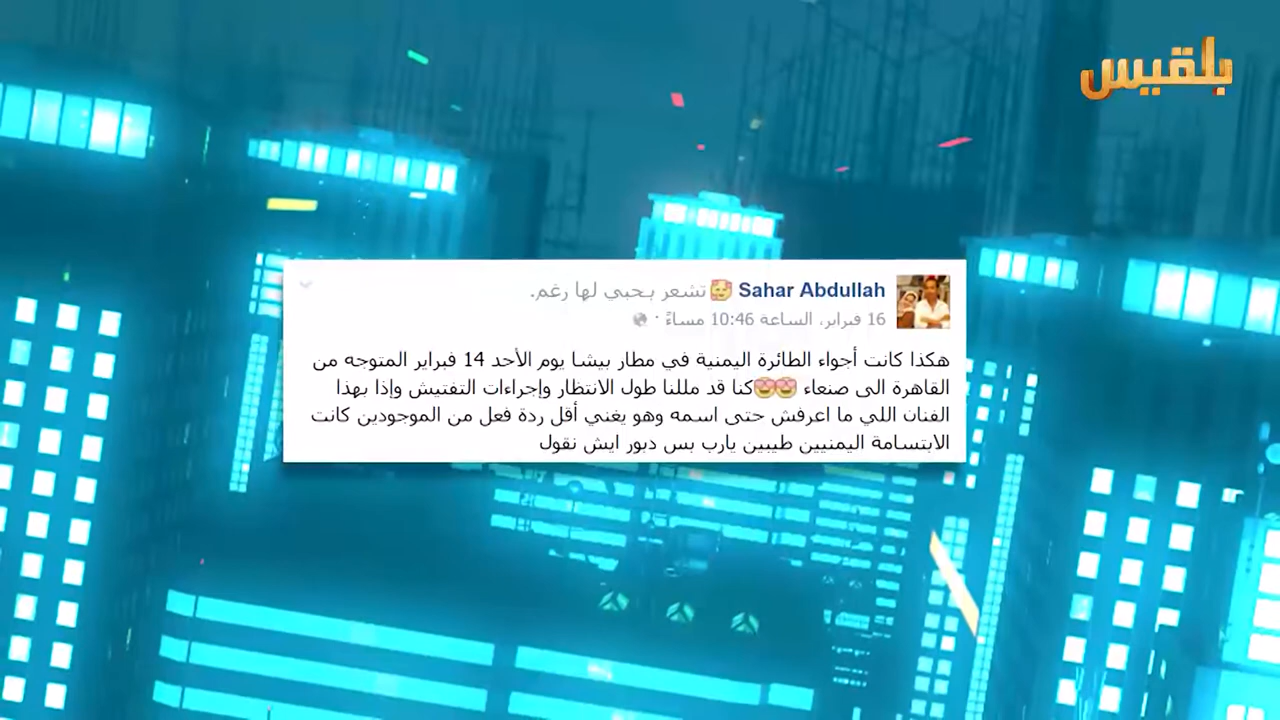 بلقيس
Sahar Abdullah 🥰 تشعر بـحبي لها رغم.
16 فبراير، الساعة 10:46 مساءً ·
هكذا كانت أجواء الطائرة اليمنية في مطار بيشا يوم الأحد 14 فبراير المتوجه من
القاهرة الى صنعاء 😍😍كنا قد مللنا طول الانتظار وإجراءات التفتيش وإذا بهذا
الفنان اللي ما اعرفش حتى اسمه وهو يغني أقل ردة فعل من الموجودين كانت
الابتسامة اليمنيين طيبين يارب بس دبور ايش نقول